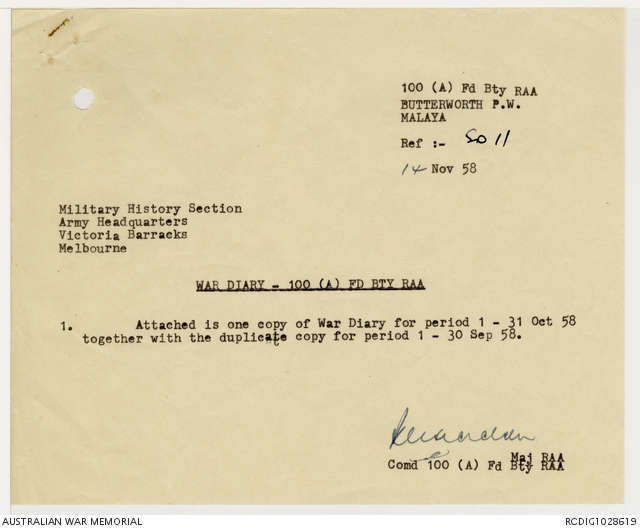 100 (A) Fd Bty RAA
BUTTERWORTH P.W.
MALAYA
Ref :- 5011
14 Nov 58
Military History Section
Army Headquarters
Victoria Barracks
Melbourne
WAR DIARY - 100 (A) FD BTY RAA
1. Attached is one copy of War Diary for period 1 - 31 Oct 58
together with the duplicate copy for period 1 - 30 Sep 58.
Maj RAA
Comd 100 (A) Fd Bty RAA
AUSTRALIAN WAR MEMORIAL
RCDIG1028619